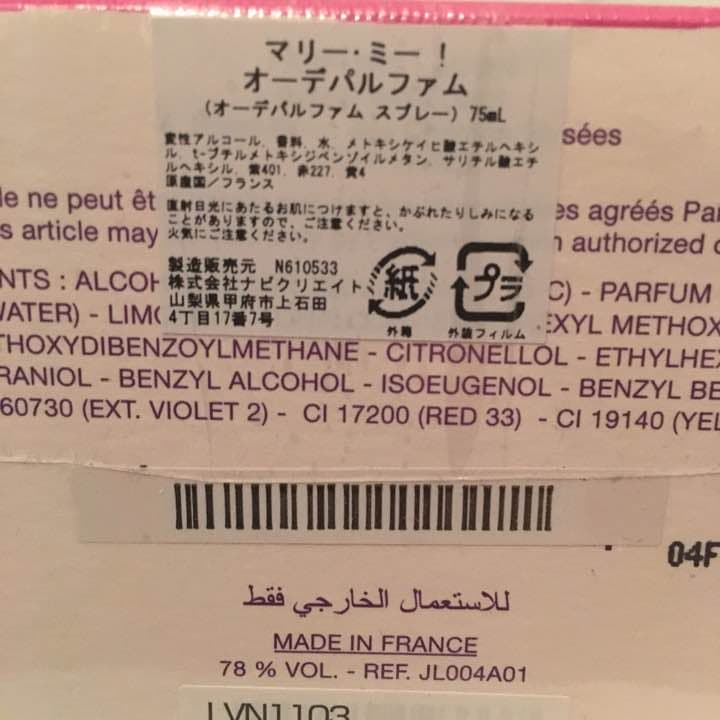 マリー・ミー！
オーデパルファム
(オーデパルファム スプレー) 75mL
変性アルコール、香料、水、メトキシケイヒ酸エチルヘキシ
ル、t-ブチルメトキシジベンゾイルメタン、サリチル酸エチ
ルヘキシル、紫401、赤227、黄4
原産国/フランス
直射日光にあたるお肌につけますと、かぶれたりしみになる
ことがありますので、ご注意ください。
火気にご注意ください。
製造販売元 N610533
株式会社ナビクリエイト
山梨県甲府市上石田
4丁目17番7号
紙
外箱
プラ
外装フィルム
sées
le ne peut êt
es agréés Pa
s article may
n authorized
NTS : ALCOH
C) - PARFUM
WATER) - LIMO
EXYL METHOX
THOXYDIBENZOYLMETHANE - CITRONELLOL - ETHYLHEX
RANIOL - BENZYL ALCOHOL - ISOEUGENOL - BENZYL BE
60730 (EXT. VIOLET 2) - CI 17200 (RED 33) - CI 19140 (YEL
04F
للاستعمال الخارجي فقط
MADE IN FRANCE
78 % VOL. - REF. JL004A01
LVN1103